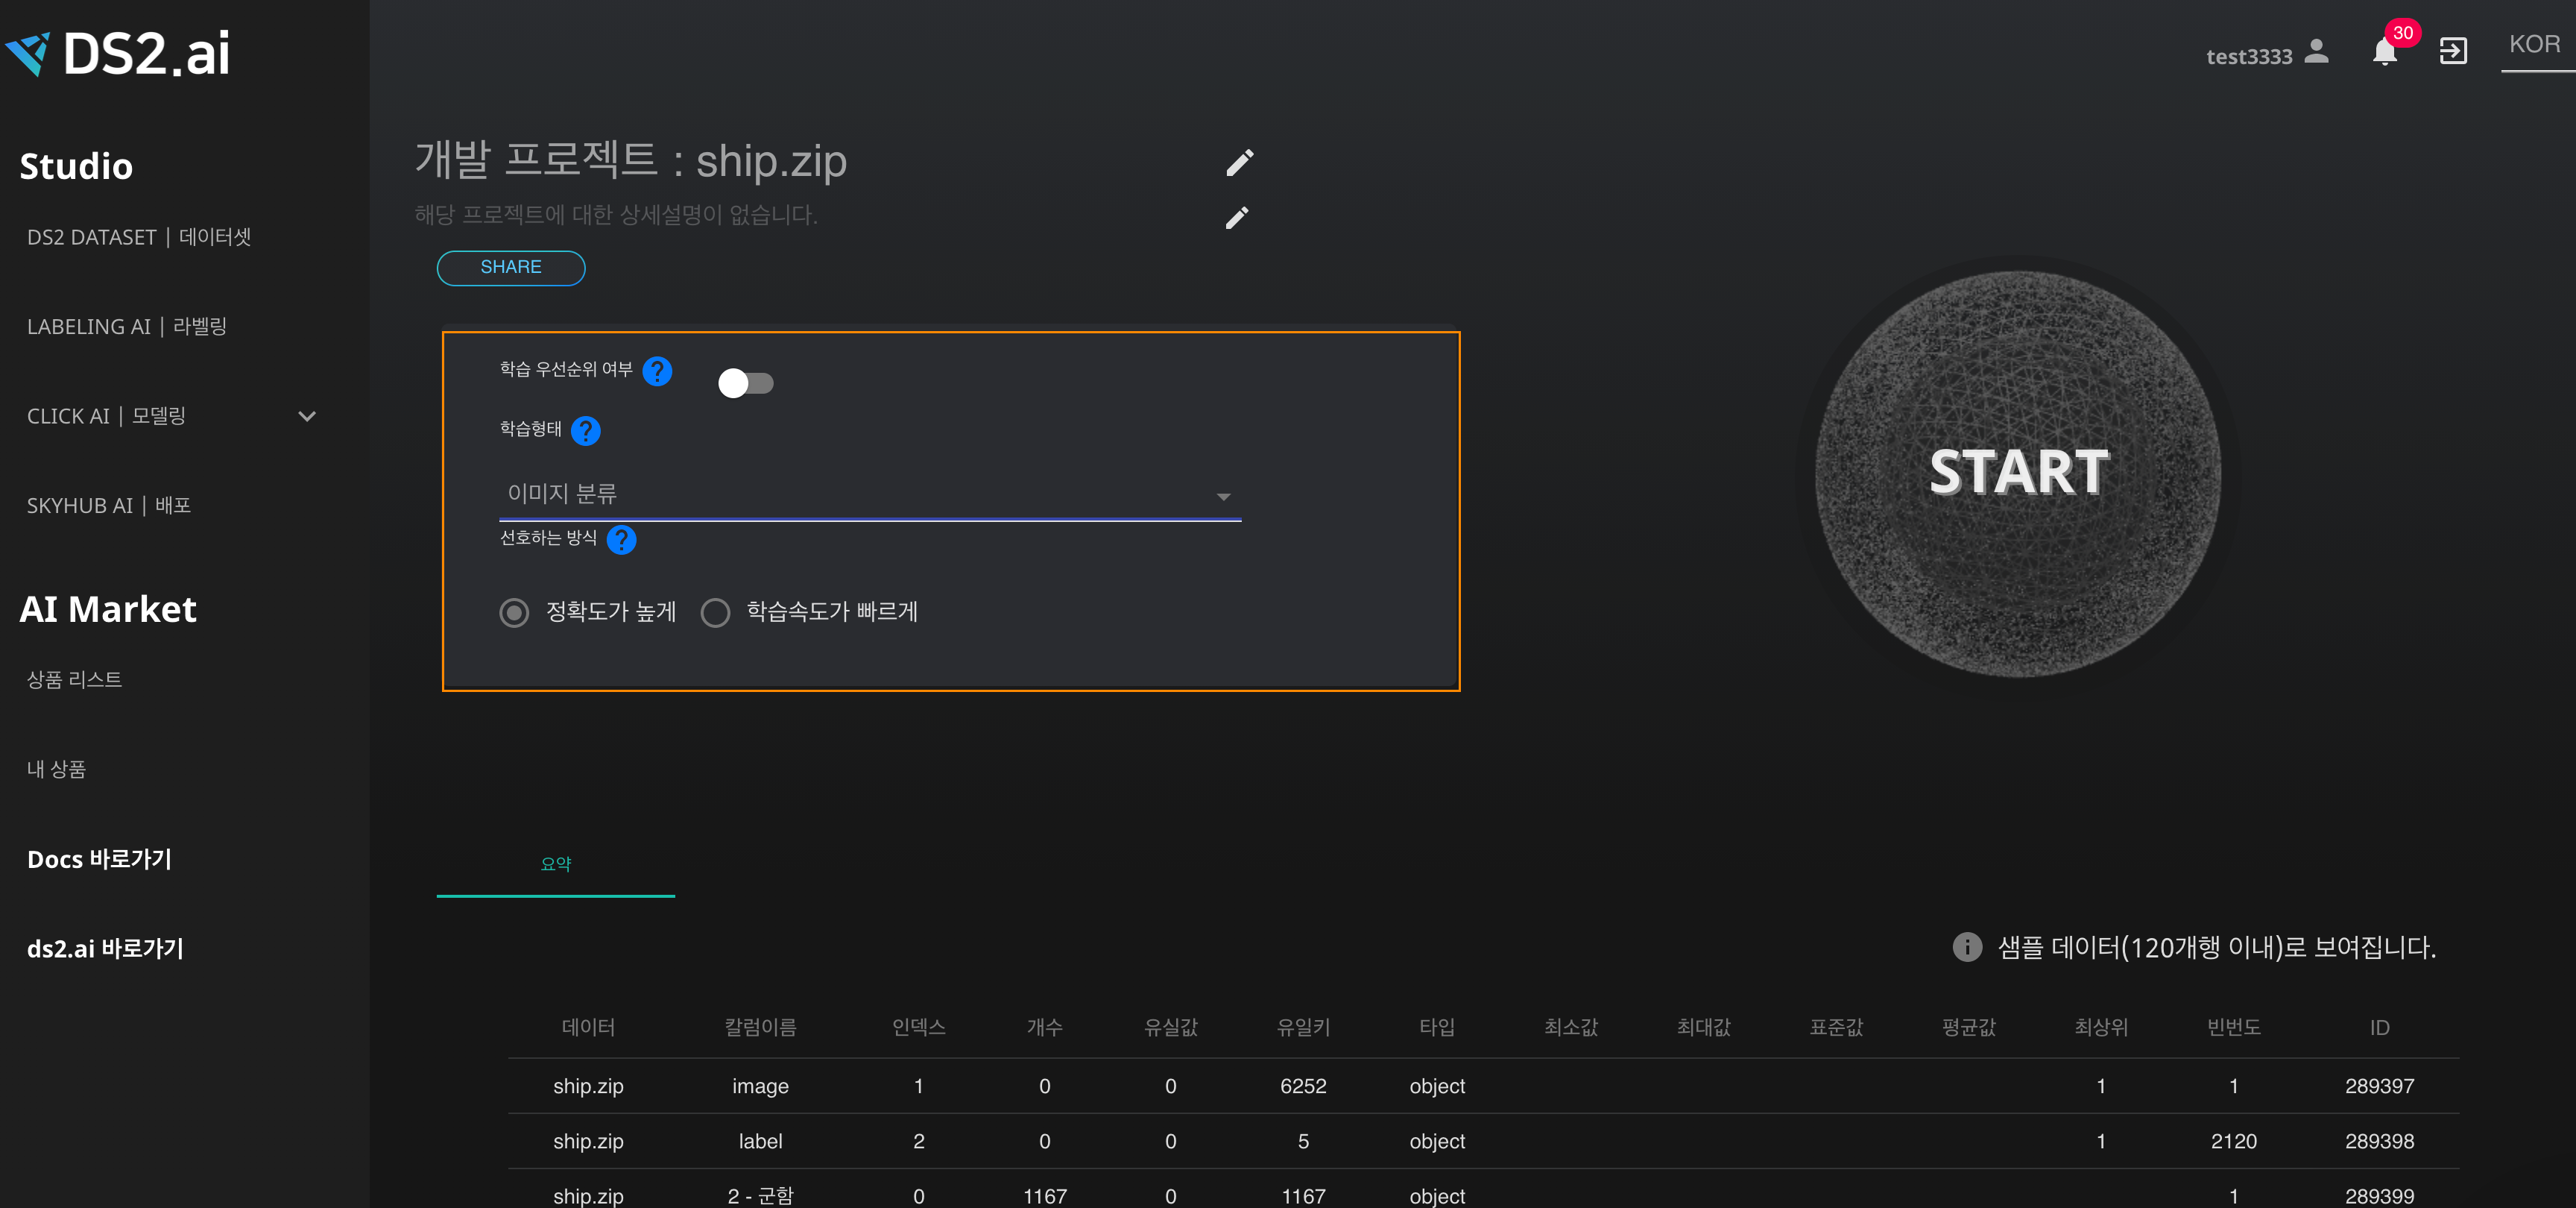 DS2.ai
test3333
30
KOR
Studio
DS2 DATASET | 데이터셋
LABELING AI | 라벨링
CLICK AI | 모델링
SKYHUB AI | 배포
AI Market
상품 리스트
내 상품
Docs 바로가기
ds2.ai 바로가기
개발 프로젝트 : ship.zip
해당 프로젝트에 대한 상세설명이 없습니다.
SHARE
학습 우선순위 여부 ?
학습형태 ?
이미지 분류
선호하는 방식 ?
정확도가 높게 학습속도가 빠르게
START
요약
샘플 데이터(120개행 이내)로 보여집니다.
데이터 칼럼이름 인덱스 개수 유실값 유일키 타입 최소값 최대값 표준값 평균값 최상위 빈번도 ID
ship.zip image 1 0 0 6252 object 1 1 289397
ship.zip label 2 0 0 5 object 1 2120 289398
ship.zip 2 - 군함 0 1167 0 1167 object 1 289399